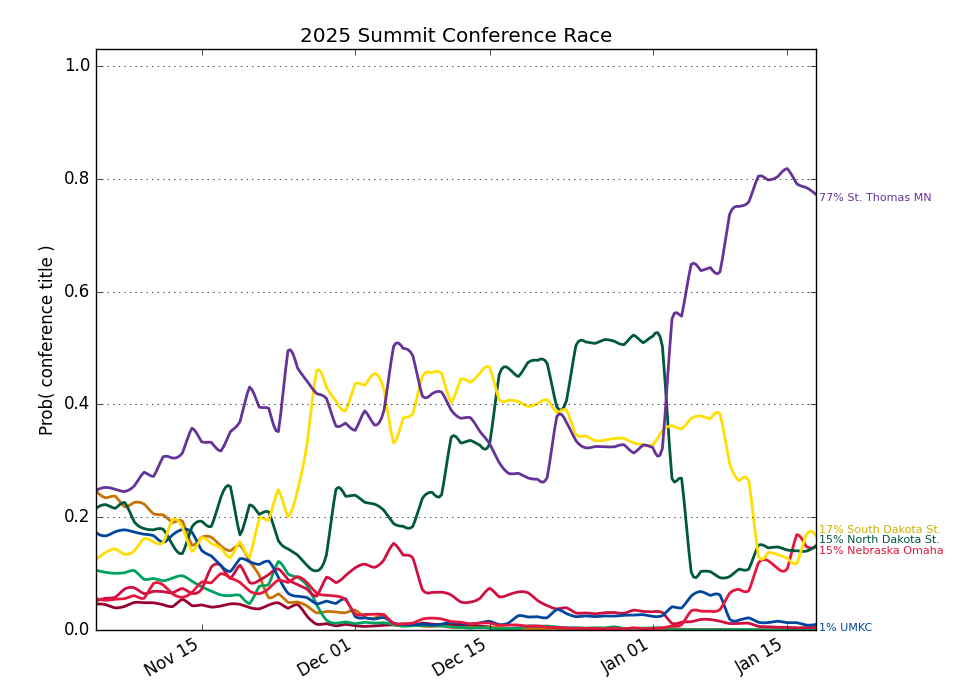 2025 Summit Conference Race
Prob( conference title )
1.0
0.8
0.6
0.4
0.2
0.0
77% St. Thomas MN
17% South Dakota St.
15% North Dakota St.
15% Nebraska Omaha
1% UMKC
Nov 15
Dec 01
Dec 15
Jan 01
Jan 15